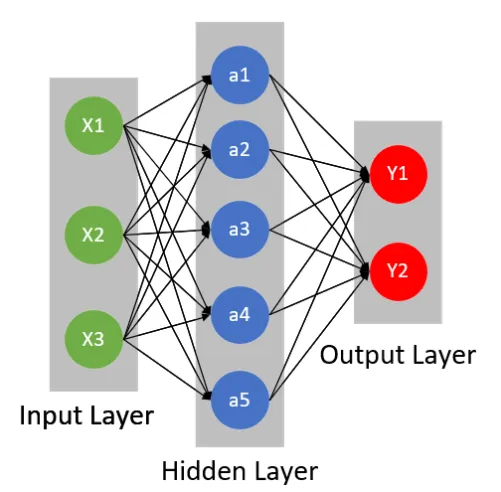 X1
X2
X3
Input Layer
a1
a2
a3
a4
a5
Hidden Layer
Y1
Y2
Output Layer